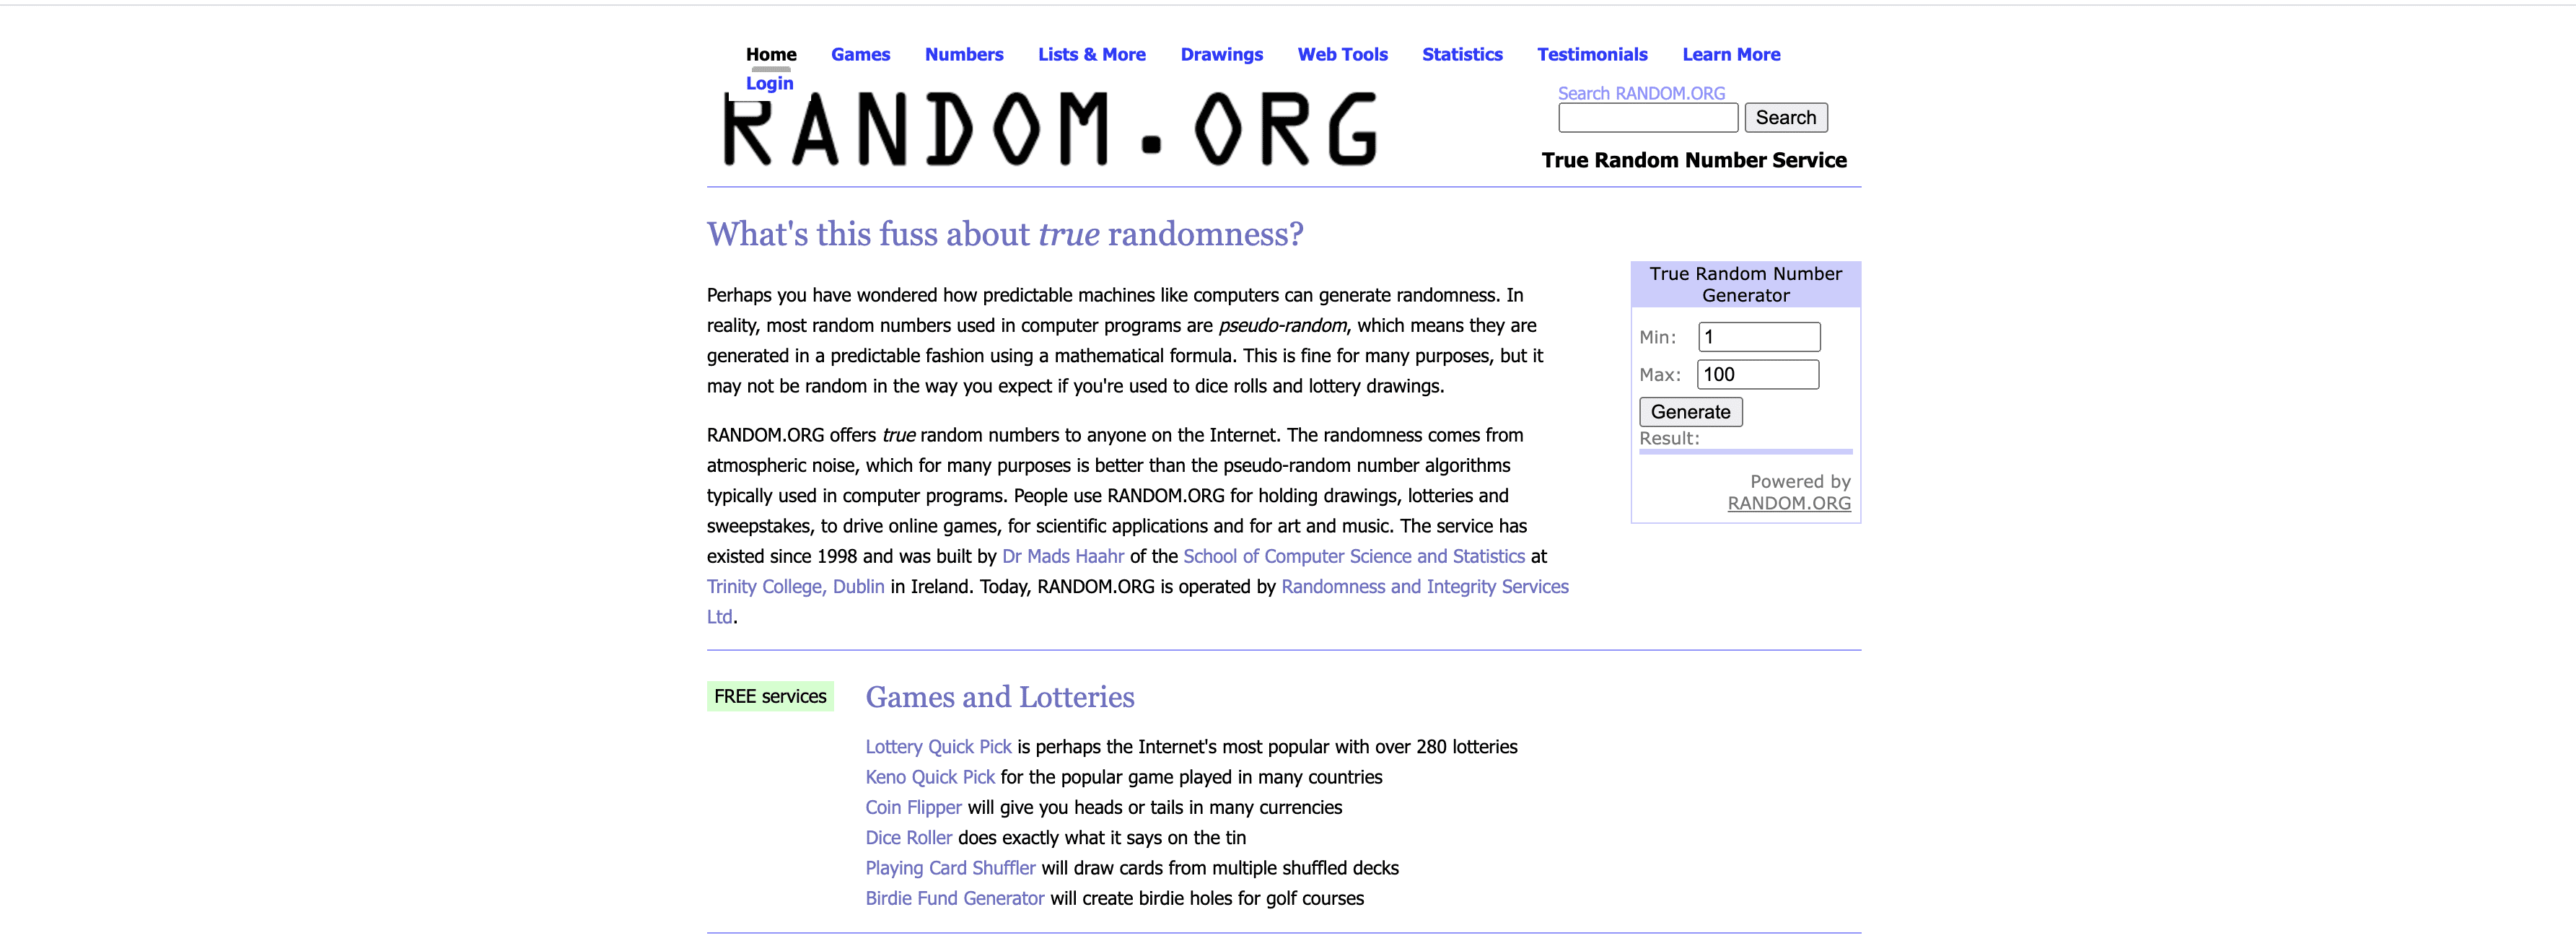 Home Games Numbers Lists & More Drawings Web Tools Statistics Testimonials Learn More
Login
RANDOM.ORG
Search RANDOM.ORG
Search
True Random Number Service
What's this fuss about true randomness?
Perhaps you have wondered how predictable machines like computers can generate randomness. In
reality, most random numbers used in computer programs are pseudo-random, which means they are
generated in a predictable fashion using a mathematical formula. This is fine for many purposes, but it
may not be random in the way you expect if you're used to dice rolls and lottery drawings.
RANDOM.ORG offers true random numbers to anyone on the Internet. The randomness comes from
atmospheric noise, which for many purposes is better than the pseudo-random number algorithms
typically used in computer programs. People use RANDOM.ORG for holding drawings, lotteries and
sweepstakes, to drive online games, for scientific applications and for art and music. The service has
existed since 1998 and was built by Dr Mads Haahr of the School of Computer Science and Statistics at
Trinity College, Dublin in Ireland. Today, RANDOM.ORG is operated by Randomness and Integrity Services
Ltd.
True Random Number
Generator
Min: 1
Max: 100
Generate
Result:
Powered by
RANDOM.ORG
FREE services
Games and Lotteries
Lottery Quick Pick is perhaps the Internet's most popular with over 280 lotteries
Keno Quick Pick for the popular game played in many countries
Coin Flipper will give you heads or tails in many currencies
Dice Roller does exactly what it says on the tin
Playing Card Shuffler will draw cards from multiple shuffled decks
Birdie Fund Generator will create birdie holes for golf courses